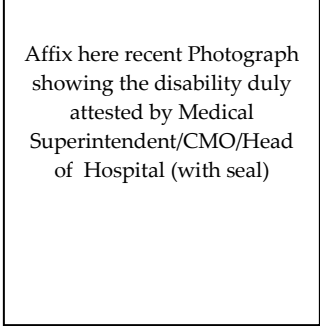 Affix here recent Photograph
showing the disability duly
attested by Medical
Superintendent/CMO/Head
of Hospital (with seal)